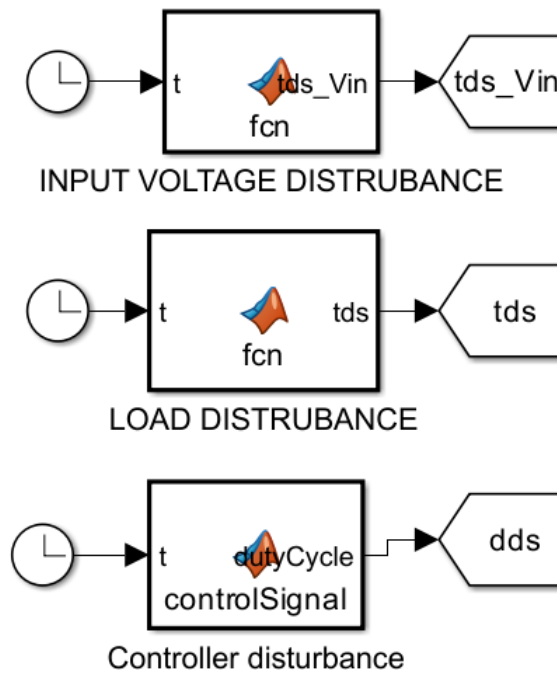 t tds_Vin tds_Vin
fcn
INPUT VOLTAGE DISTRUBANCE
t tds tds
fcn
LOAD DISTRUBANCE
t dutyCycle dds
controlSignal
Controller disturbance